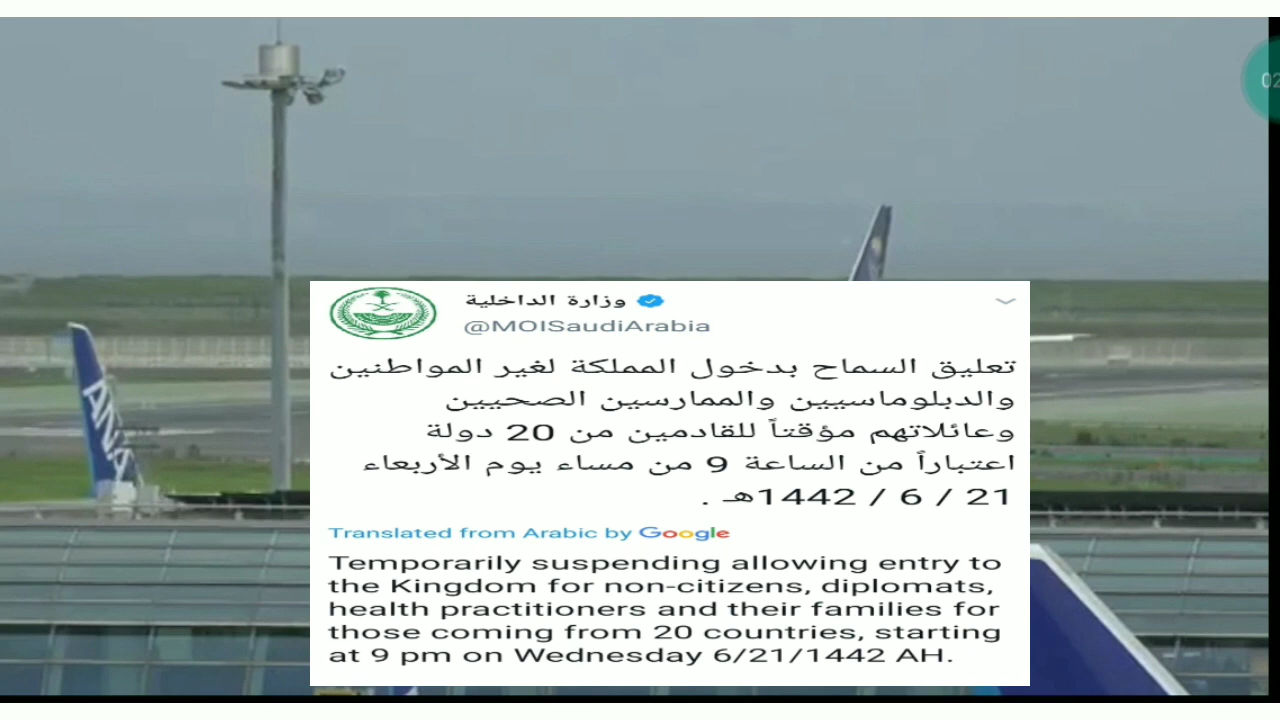 02
وزارة الداخلية
@MOISaudiArabia
تعليق السماح بدخول المملكة لغير المواطنين
والدبلوماسيين والممارسين الصحيين
وعائلاتهم مؤقتاً للقادمين من 20 دولة
اعتباراً من الساعة 9 من مساء يوم الأربعاء
21 / 6 / 1442هـ .
Translated from Arabic by Google
Temporarily suspending allowing entry to
the Kingdom for non-citizens, diplomats,
health practitioners and their families for
those coming from 20 countries, starting
at 9 pm on Wednesday 6/21/1442 AH.
ANA